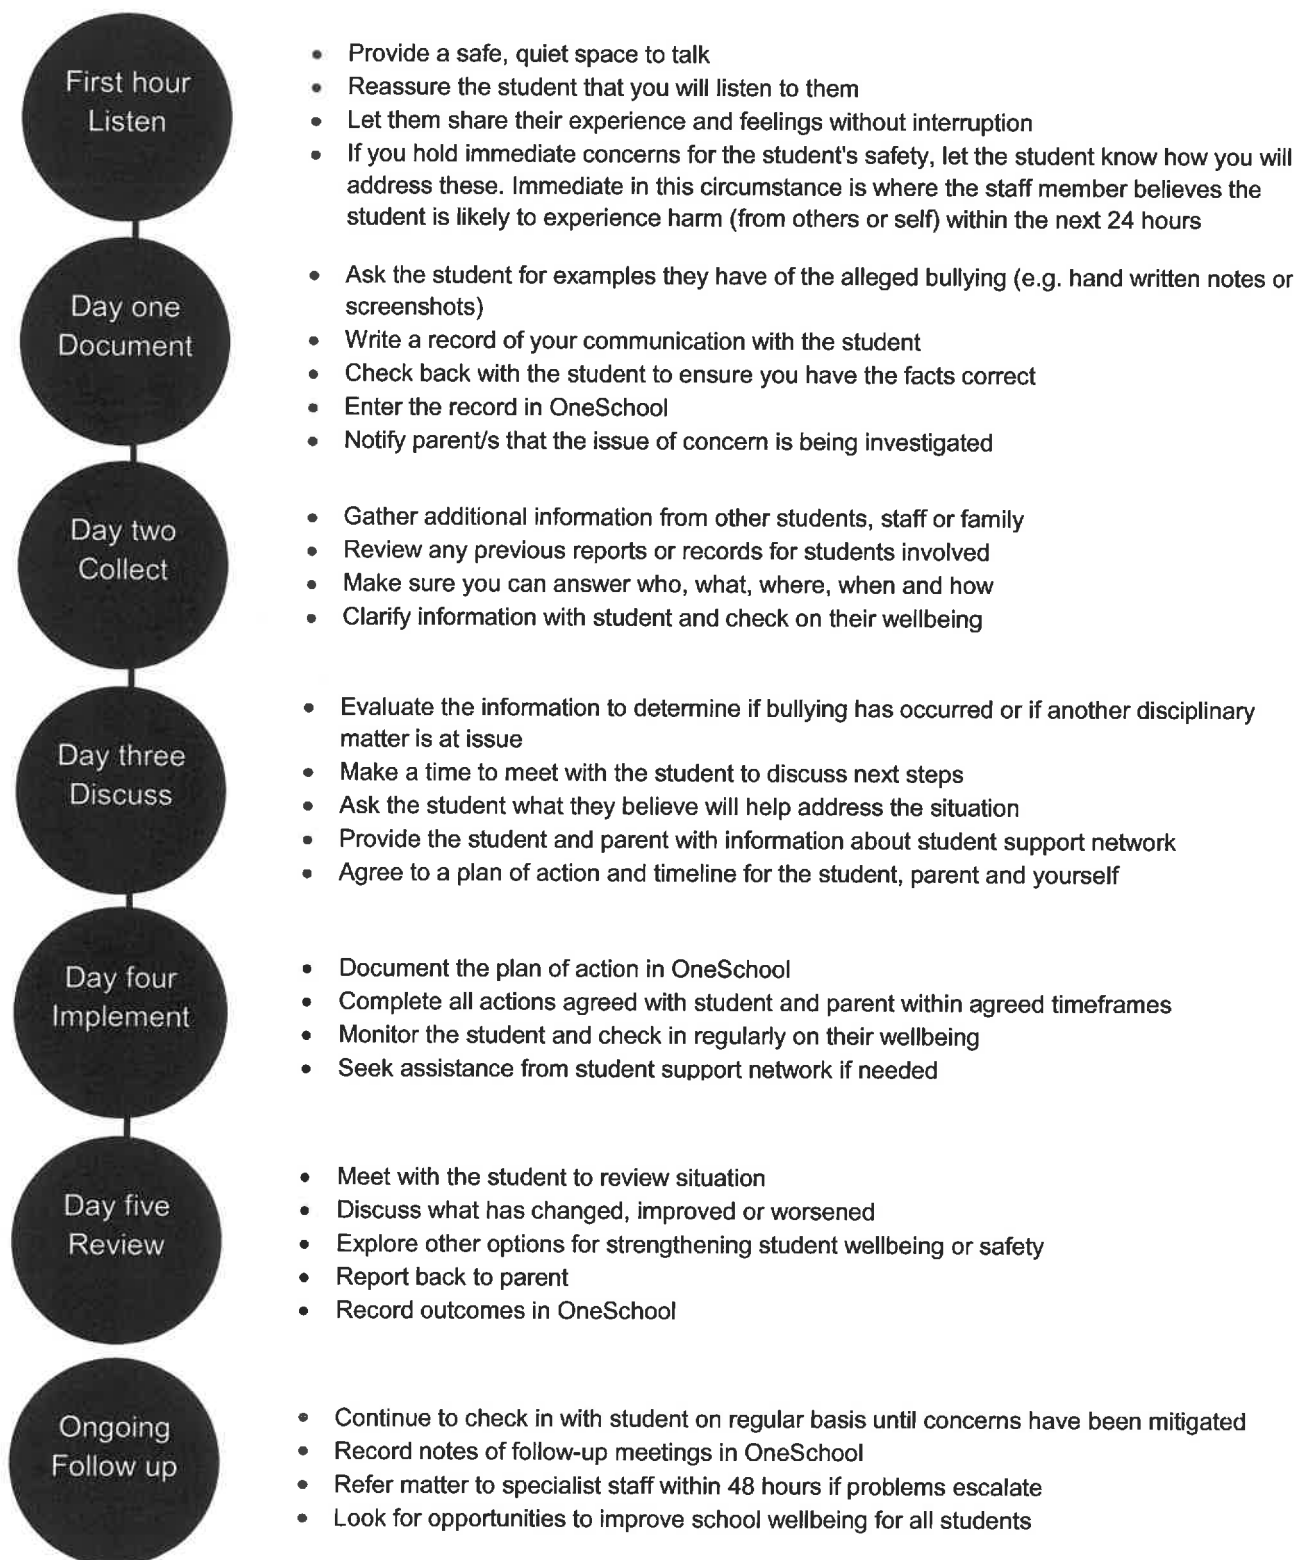 First hour
Listen
• Provide a safe, quiet space to talk
• Reassure the student that you will listen to them
• Let them share their experience and feelings without interruption
• If you hold immediate concerns for the student's safety, let the student know how you will
address these. Immediate in this circumstance is where the staff member believes the
student is likely to experience harm (from others or self) within the next 24 hours
Day one
Document
• Ask the student for examples they have of the alleged bullying (e.g. hand written notes or
screenshots)
• Write a record of your communication with the student
• Check back with the student to ensure you have the facts correct
• Enter the record in OneSchool
• Notify parent/s that the issue of concern is being investigated
Day two
Collect
• Gather additional information from other students, staff or family
• Review any previous reports or records for students involved
• Make sure you can answer who, what, where, when and how
• Clarify information with student and check on their wellbeing
Day three
Discuss
• Evaluate the information to determine if bullying has occurred or if another disciplinary
matter is at issue
• Make a time to meet with the student to discuss next steps
• Ask the student what they believe will help address the situation
• Provide the student and parent with information about student support network
• Agree to a plan of action and timeline for the student, parent and yourself
Day four
Implement
• Document the plan of action in OneSchool
• Complete all actions agreed with student and parent within agreed timeframes
• Monitor the student and check in regularly on their wellbeing
• Seek assistance from student support network if needed
Day five
Review
• Meet with the student to review situation
• Discuss what has changed, improved or worsened
• Explore other options for strengthening student wellbeing or safety
• Report back to parent
• Record outcomes in OneSchool
Ongoing
Follow up
• Continue to check in with student on regular basis until concerns have been mitigated
• Record notes of follow-up meetings in OneSchool
• Refer matter to specialist staff within 48 hours if problems escalate
• Look for opportunities to improve school wellbeing for all students